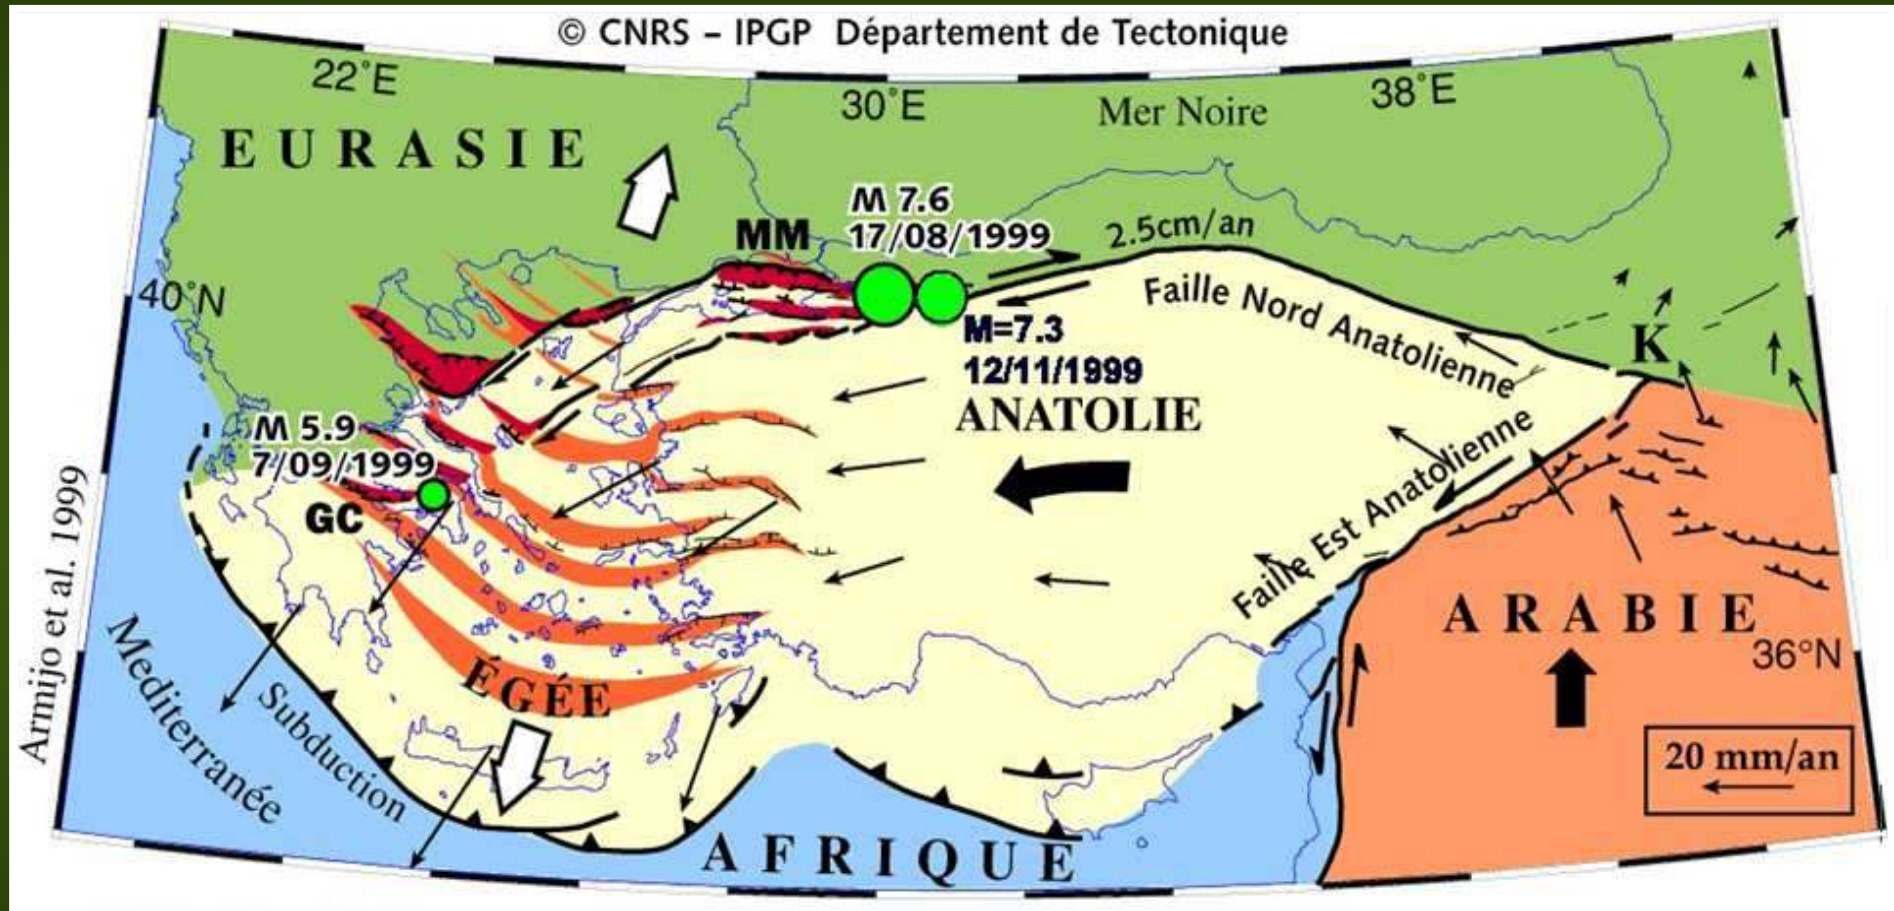 © CNRS – IPGP Département de Tectonique
22°E
30°E
38°E
Mer Noire
EURASIE
M 7.6
17/08/1999
MM
2.5cm/an
40°N
Faille Nord Anatolienne
K
M=7.3
12/11/1999
ANATOLIE
M 5.9
7/09/1999
GC
Faille Est Anatolienne
ARABIE
36°N
ÉGÉE
Armijo et al. 1999
Mediterranée
Subduction
20 mm/an
AFRIQUE